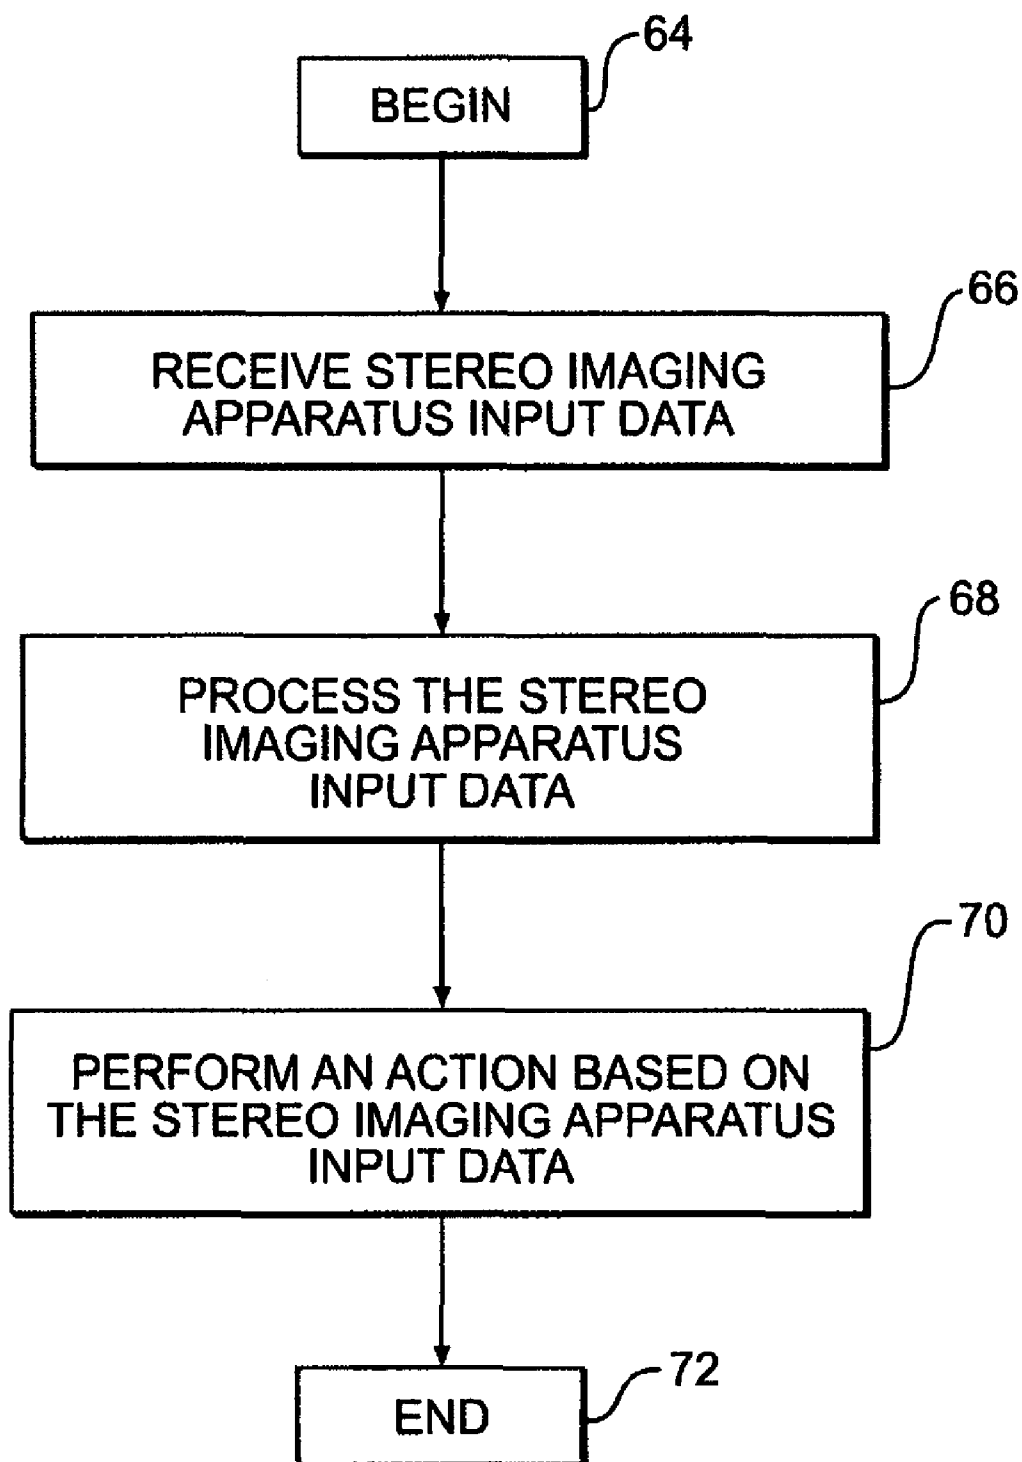 64
BEGIN
66
RECEIVE STEREO IMAGING
APPARATUS INPUT DATA
68
PROCESS THE STEREO
IMAGING APPARATUS
INPUT DATA
70
PERFORM AN ACTION BASED ON
THE STEREO IMAGING APPARATUS
INPUT DATA
72
END